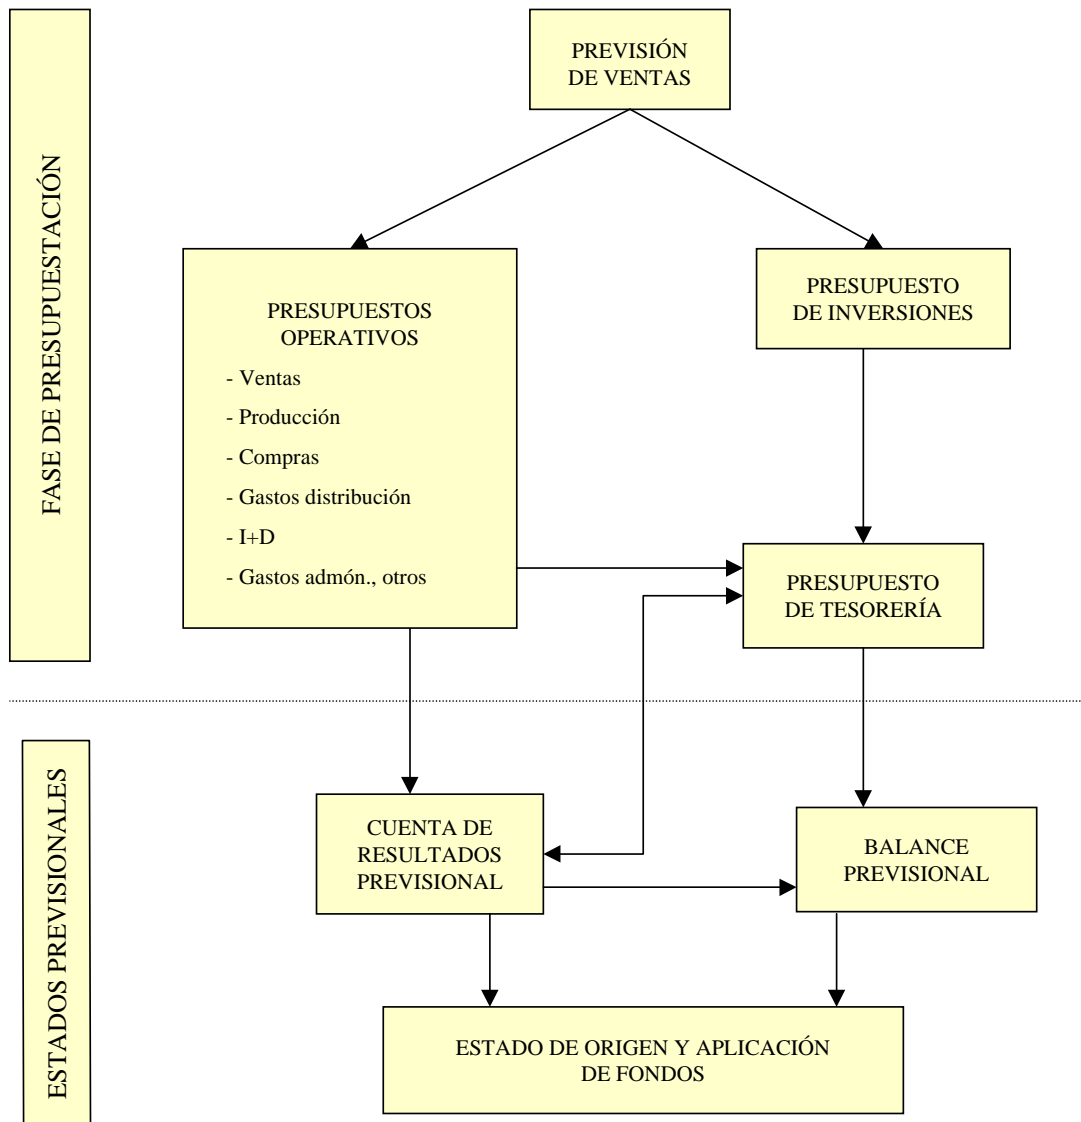 FASE DE PRESUPUESTACIÓN
PREVISIÓN
DE VENTAS
PRESUPUESTOS
OPERATIVOS
- Ventas
- Producción
- Compras
- Gastos distribución
- I+D
- Gastos admón., otros
PRESUPUESTO
DE INVERSIONES
PRESUPUESTO
DE TESORERÍA
ESTADOS PREVISIONALES
CUENTA DE
RESULTADOS
PREVISIONAL
BALANCE
PREVISIONAL
ESTADO DE ORIGEN Y APLICACIÓN
DE FONDOS